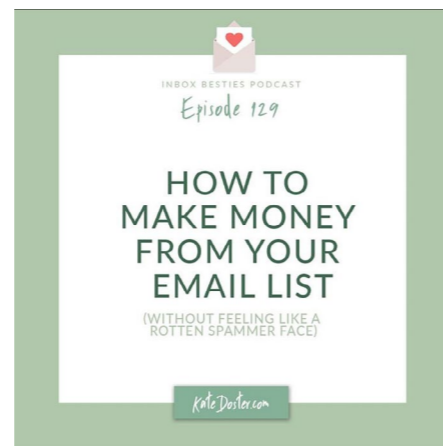 INBOX BESTIES PODCAST
Episode 129
HOW TO
MAKE MONEY
FROM YOUR
EMAIL LIST
(WITHOUT FEELING LIKE A
ROTTEN SPAMMER FACE)
KateDoster.com